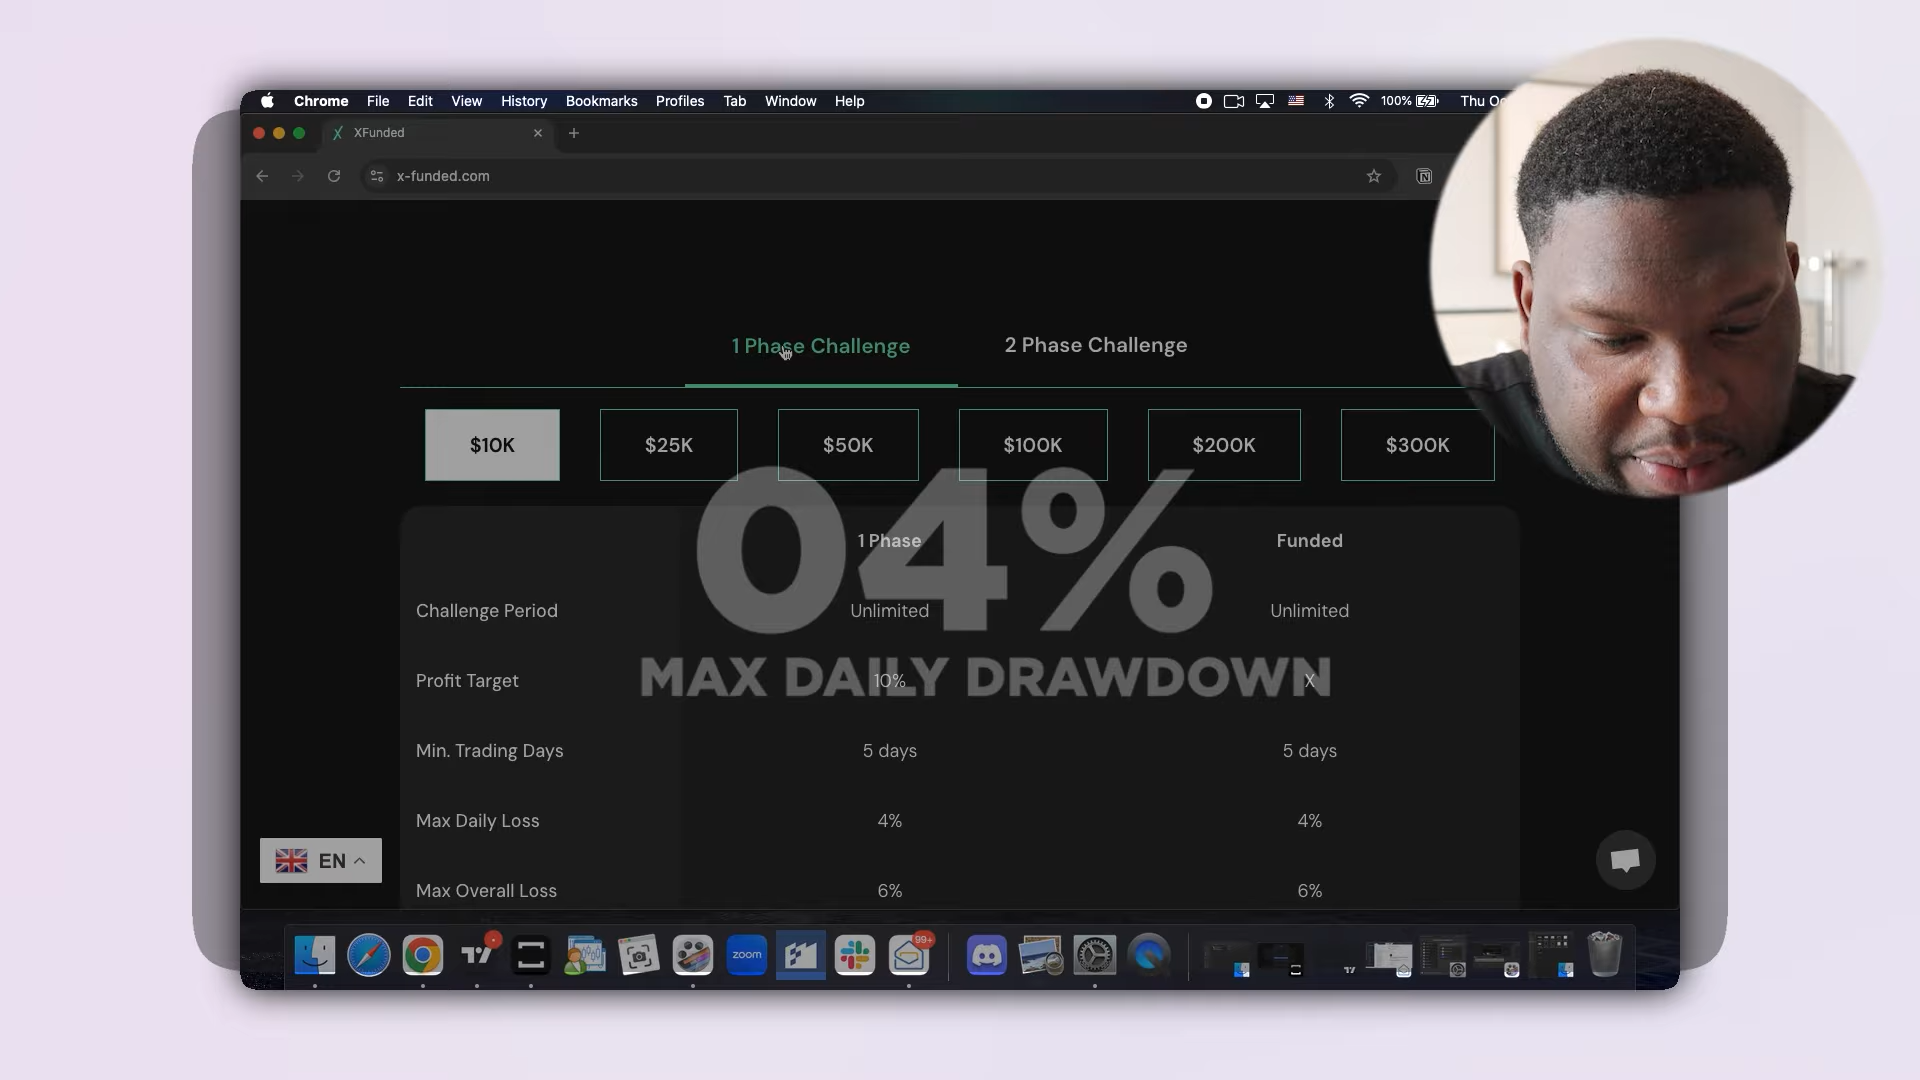 Chrome File Edit View History Bookmarks Profiles Tab Window Help 100% Thu
XFunded
x-funded.com
1 Phase Challenge 2 Phase Challenge
$10K $25K $50K $100K $200K $300K
04%
MAX DAILY DRAWDOWN
1 Phase Funded
Challenge Period Unlimited Unlimited
Profit Target 10% X
Min. Trading Days 5 days 5 days
Max Daily Loss 4% 4%
EN
Max Overall Loss 6% 6%
99+
zoom